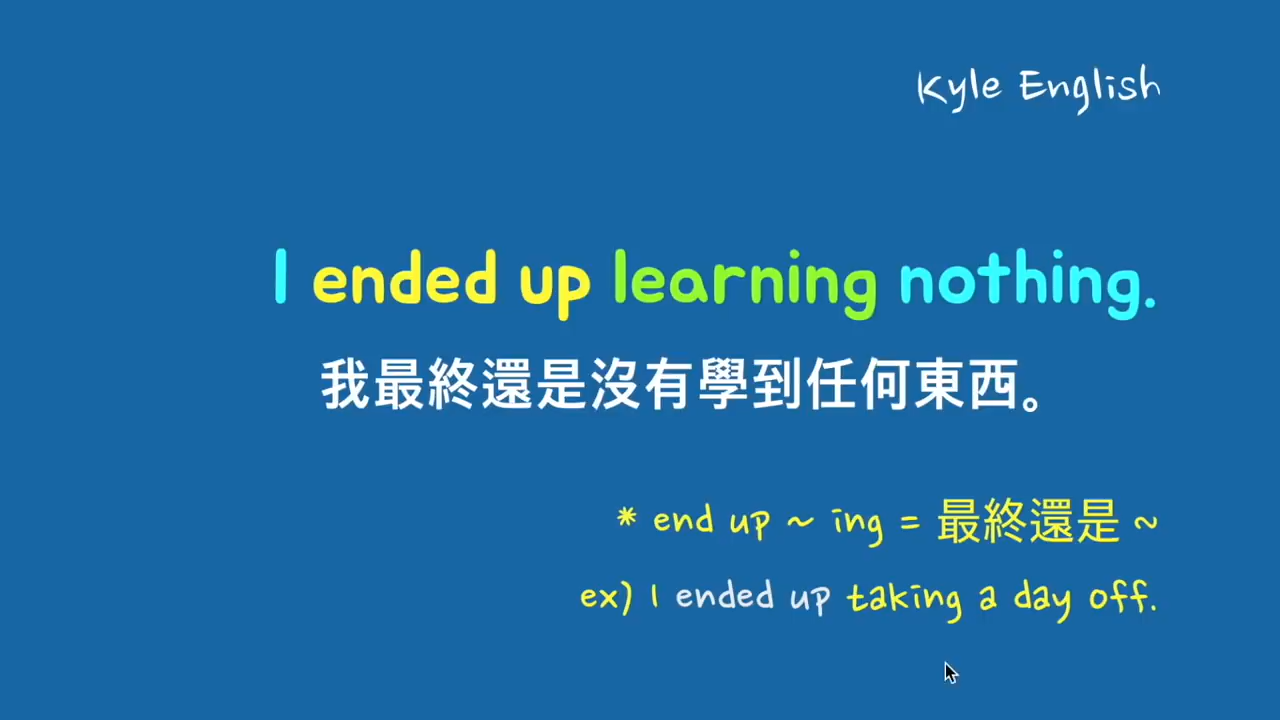 Kyle English
I ended up learning nothing.
我最終還是沒有學到任何東西。
* end up ~ ing = 最終還是 ~
ex) I ended up taking a day off.